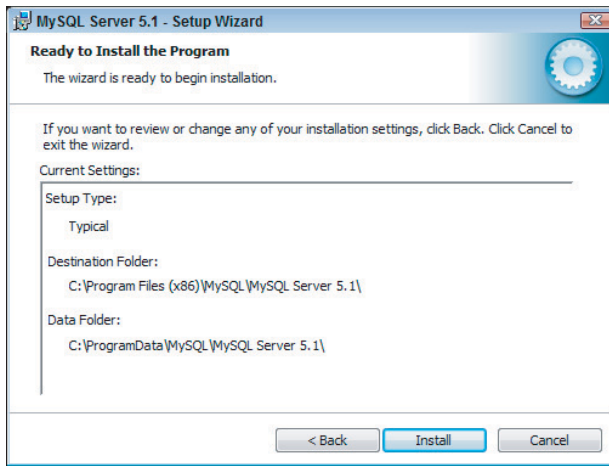 MySQL Server 5.1 - Setup Wizard
Ready to Install the Program
The wizard is ready to begin installation.
If you want to review or change any of your installation settings, click Back. Click Cancel to
exit the wizard.
Current Settings:
Setup Type:
Typical
Destination Folder:
C:\Program Files (x86)\MySQL\MySQL Server 5.1\
Data Folder:
C:\ProgramData\MySQL\MySQL Server 5.1\
< Back Install Cancel